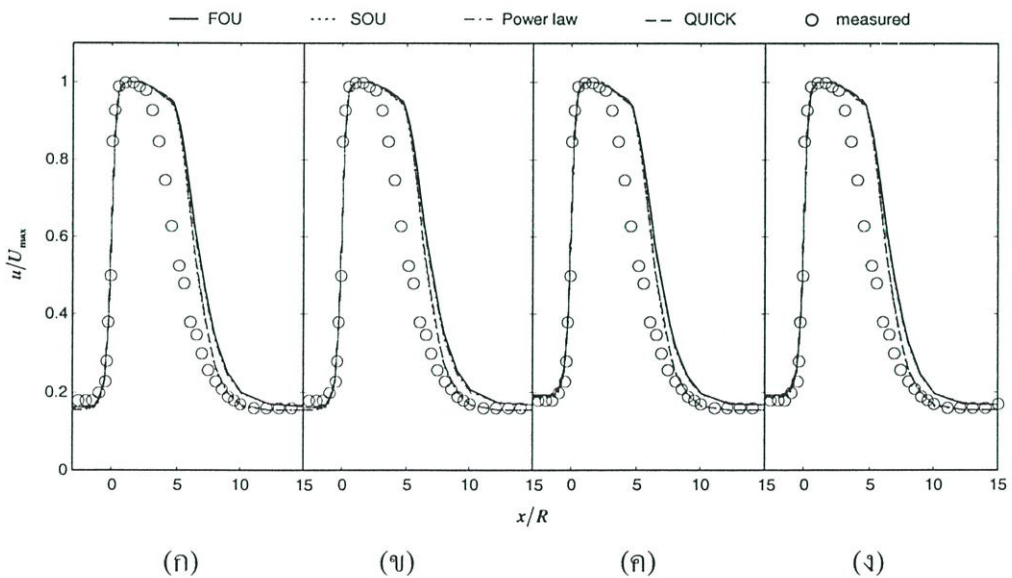 FOU SOU Power law QUICK measured
1
0.8
0.6
0.4
0.2
0
u/U_max
0 5 10 15 0 5 10 15 0 5 10 15 0 5 10 15
x/R
(ก) (ข) (ค) (ง)